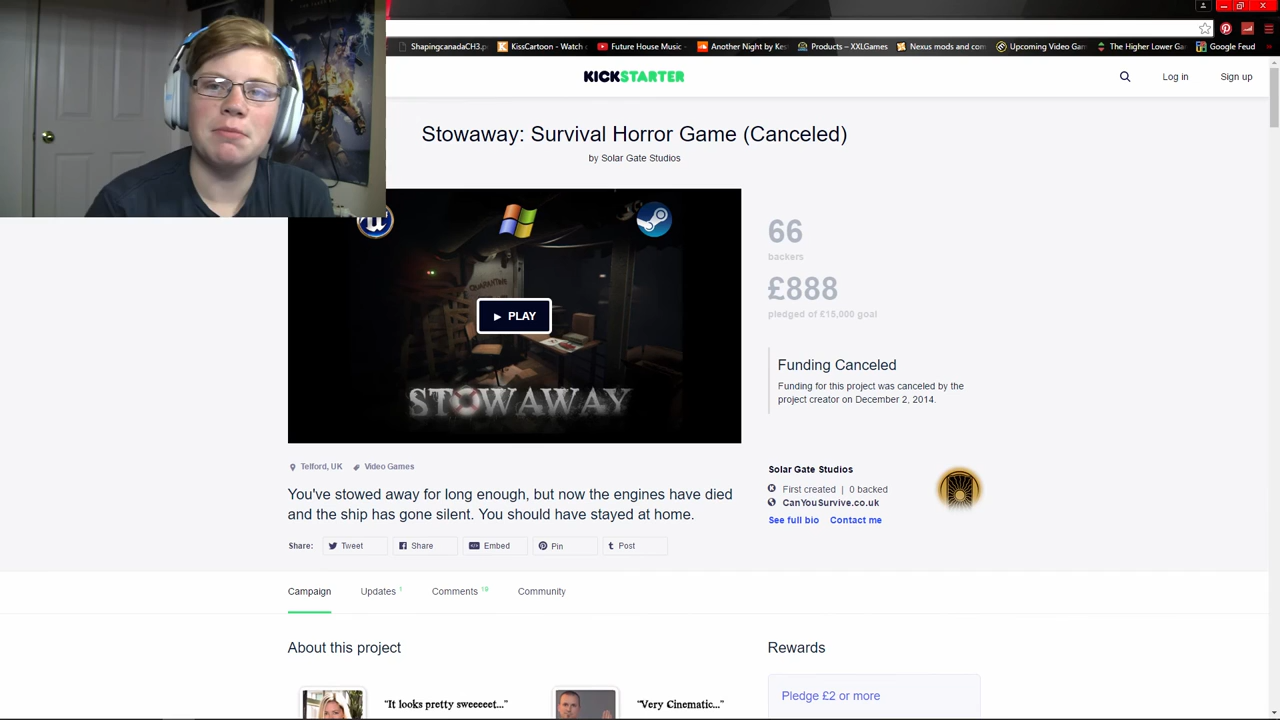 ShapingcanadaCH3.p
KissCartoon - Watch
Future House Music -
Another Night by Kes
Products – XXLGames
Nexus mods and com
Upcoming Video Gam
The Higher Lower Ga
Google Feud
KICKSTARTER
Log in
Sign up
Stowaway: Survival Horror Game (Canceled)
by Solar Gate Studios
QUARANTINE
PLAY
STOWAWAY
66
backers
£888
pledged of £15,000 goal
Funding Canceled
Funding for this project was canceled by the
project creator on December 2, 2014.
Telford, UK
Video Games
You've stowed away for long enough, but now the engines have died
and the ship has gone silent. You should have stayed at home.
Solar Gate Studios
First created | 0 backed
CanYouSurvive.co.uk
See full bio
Contact me
Share:
Tweet
Share
Embed
Pin
Post
Campaign
Updates 1
Comments 19
Community
About this project
Rewards
"It looks pretty sweeeeet..."
"Very Cinematic..."
Pledge £2 or more